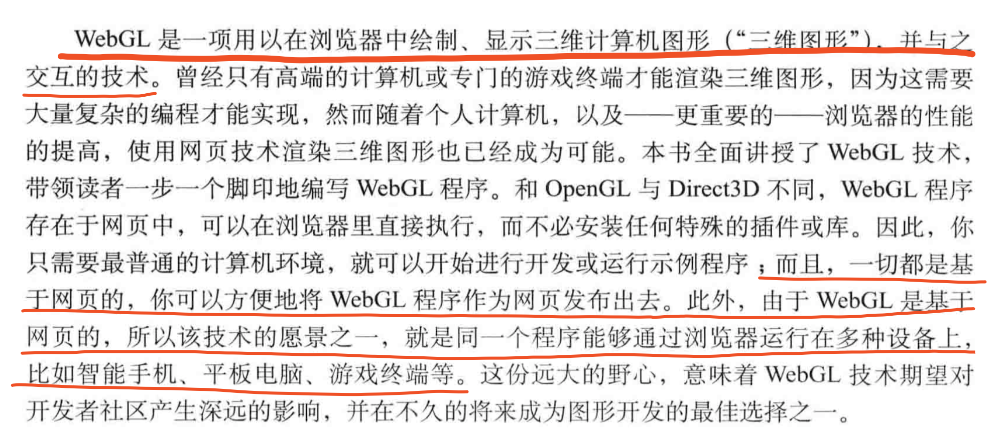 WebGL 是一项用以在浏览器中绘制、显示三维计算机图形（“三维图形”），并与之
交互的技术。曾经只有高端的计算机或专门的游戏终端才能渲染三维图形，因为这需要
大量复杂的编程才能实现，然而随着个人计算机，以及——更重要的——浏览器的性能
的提高，使用网页技术渲染三维图形也已经成为可能。本书全面讲授了 WebGL 技术，
带领读者一步一个脚印地编写 WebGL 程序。和 OpenGL 与 Direct3D 不同，WebGL 程序
存在于网页中，可以在浏览器里直接执行，而不必安装任何特殊的插件或库。因此，你
只需要最普通的计算机环境，就可以开始进行开发或运行示例程序；而且，一切都是基
于网页的，你可以方便地将 WebGL 程序作为网页发布出去。此外，由于 WebGL 是基于
网页的，所以该技术的愿景之一，就是同一个程序能够通过浏览器运行在多种设备上，
比如智能手机、平板电脑、游戏终端等。这份远大的野心，意味着 WebGL 技术期望对
开发者社区产生深远的影响，并在不久的将来成为图形开发的最佳选择之一。